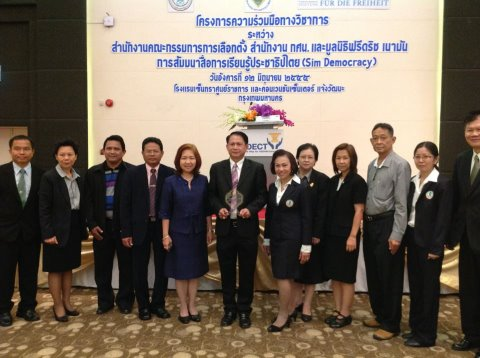 FÜR DIE FREIHEIT
โครงการความร่วมมือทางวิชาการ
ระหว่าง
สำนักงานคณะกรรมการการเลือกตั้ง สำนักงาน กศน. และมูลนิธิฟรีดริช เนามัน
การสัมมนาสื่อการเรียนรู้ประชาธิปไตย (Sim Democracy)
วันอังคารที่ ๑๒ มิถุนายน ๒๕๕๕
โรงแรมเซ็นทราศูนย์ราชการ และคอนเวนชันเซ็นเตอร์ แจ้งวัฒนะ
กรุงเทพมหานคร